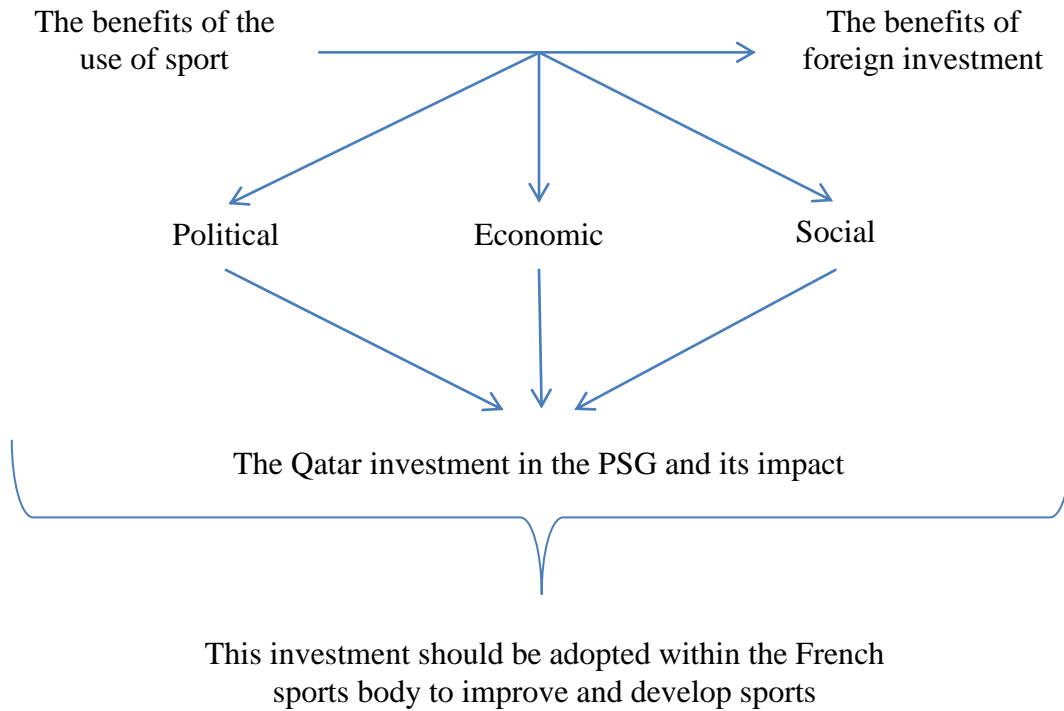 The benefits of the
use of sport
The benefits of
foreign investment
Political
Economic
Social
The Qatar investment in the PSG and its impact
This investment should be adopted within the French
sports body to improve and develop sports